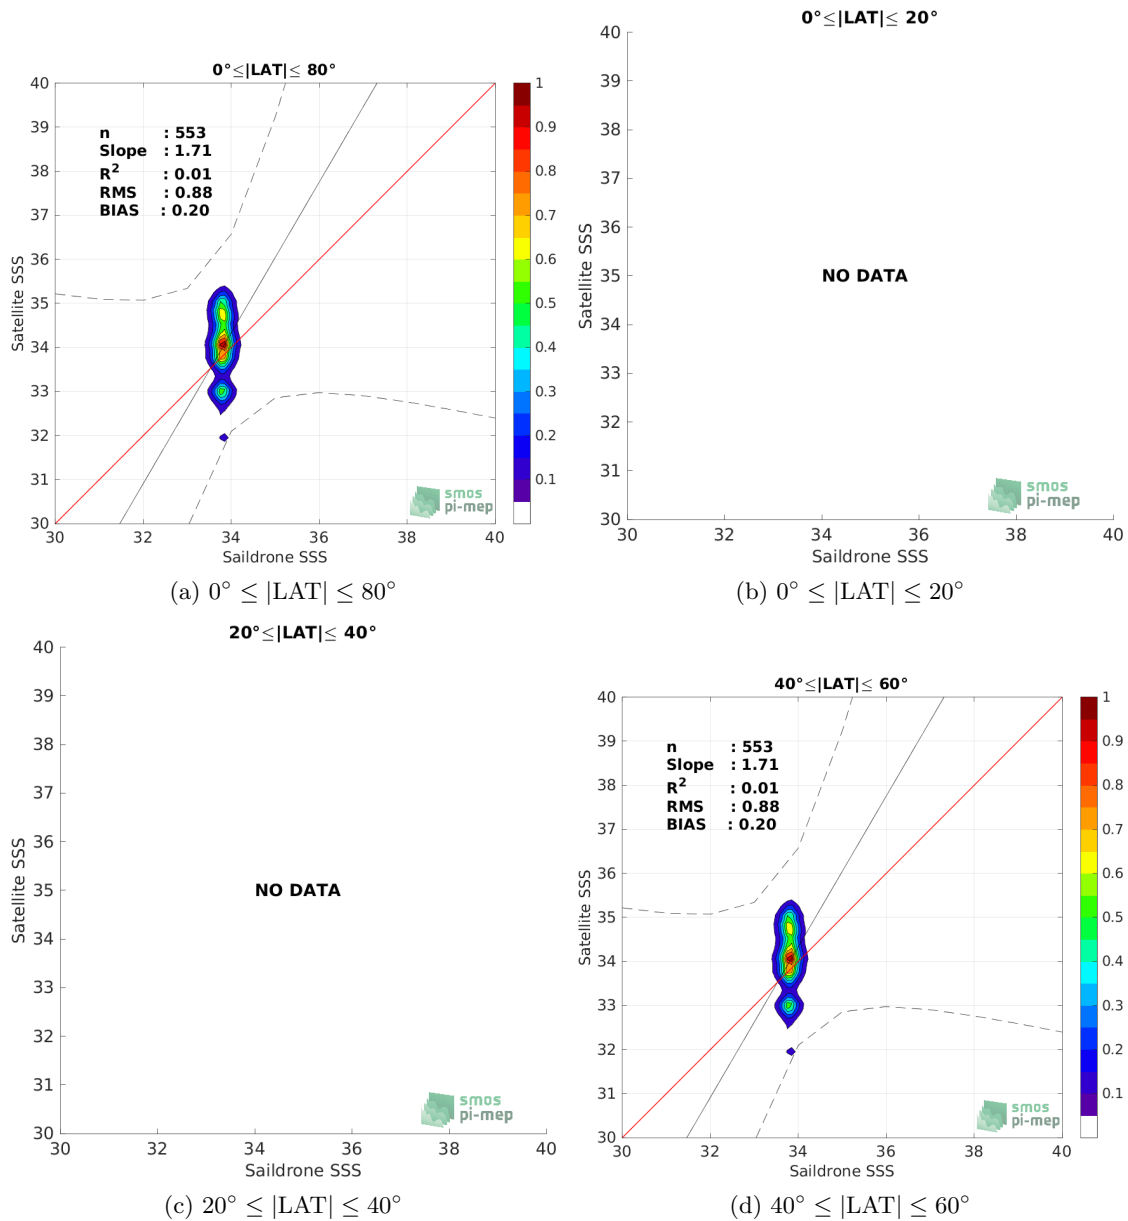 0°≤|LAT|≤ 80°
40
39
38
37
36
35
34
33
32
31
30
n : 553
Slope : 1.71
R2 : 0.01
RMS : 0.88
BIAS : 0.20
Satellite SSS
30 32 34 36 38 40
Saildrone SSS
1
0.9
0.8
0.7
0.6
0.5
0.4
0.3
0.2
0.1
smos
pi-mep
(a) 0° ≤ |LAT| ≤ 80°
0°≤|LAT|≤ 20°
40
39
38
37
36
35
34
33
32
31
30
NO DATA
Satellite SSS
30 32 34 36 38 40
Saildrone SSS
smos
pi-mep
(b) 0° ≤ |LAT| ≤ 20°
20°≤|LAT|≤ 40°
40
39
38
37
36
35
34
33
32
31
30
NO DATA
Satellite SSS
30 32 34 36 38 40
Saildrone SSS
smos
pi-mep
(c) 20° ≤ |LAT| ≤ 40°
40°≤|LAT|≤ 60°
40
39
38
37
36
35
34
33
32
31
30
n : 553
Slope : 1.71
R2 : 0.01
RMS : 0.88
BIAS : 0.20
Satellite SSS
30 32 34 36 38 40
Saildrone SSS
1
0.9
0.8
0.7
0.6
0.5
0.4
0.3
0.2
0.1
smos
pi-mep
(d) 40° ≤ |LAT| ≤ 60°